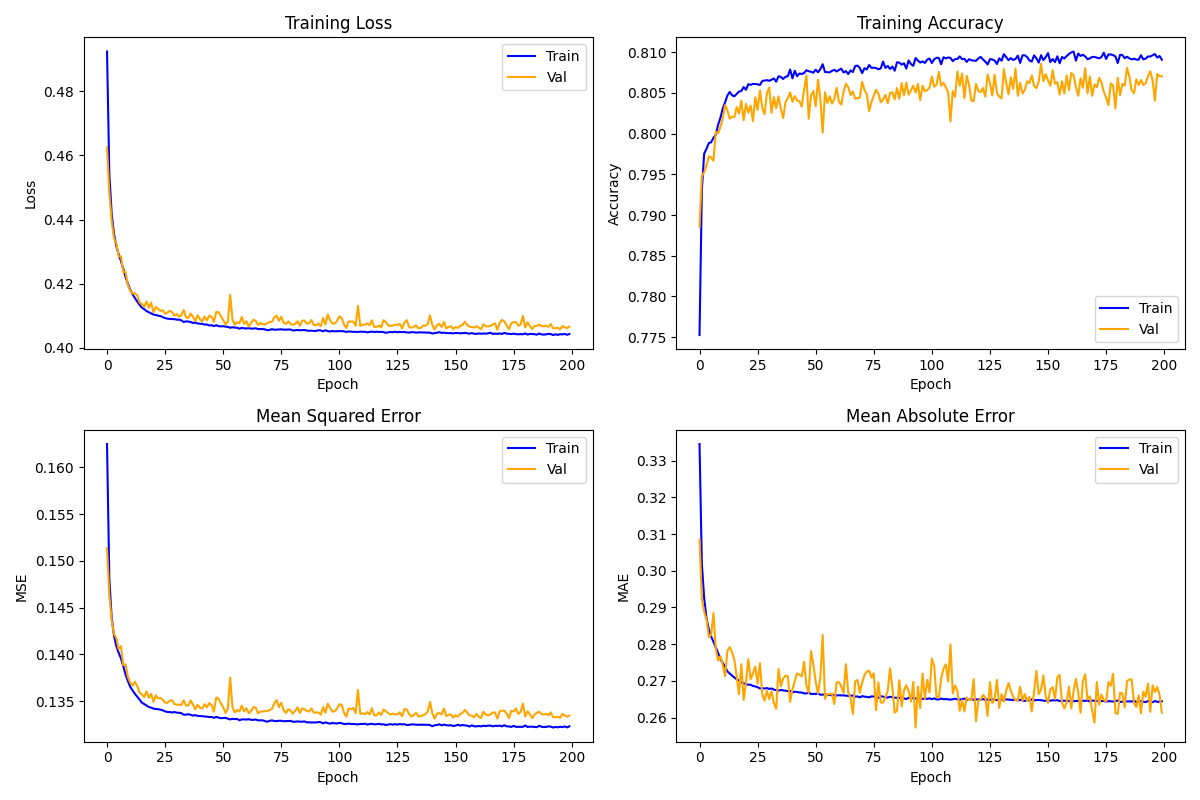 Training Loss
Loss
0.48
0.46
0.44
0.42
0.40
0 25 50 75 100 125 150 175 200
Epoch
Train
Val
Training Accuracy
Accuracy
0.810
0.805
0.800
0.795
0.790
0.785
0.780
0.775
0 25 50 75 100 125 150 175 200
Epoch
Train
Val
Mean Squared Error
MSE
0.160
0.155
0.150
0.145
0.140
0.135
0 25 50 75 100 125 150 175 200
Epoch
Train
Val
Mean Absolute Error
MAE
0.33
0.32
0.31
0.30
0.29
0.28
0.27
0.26
0 25 50 75 100 125 150 175 200
Epoch
Train
Val